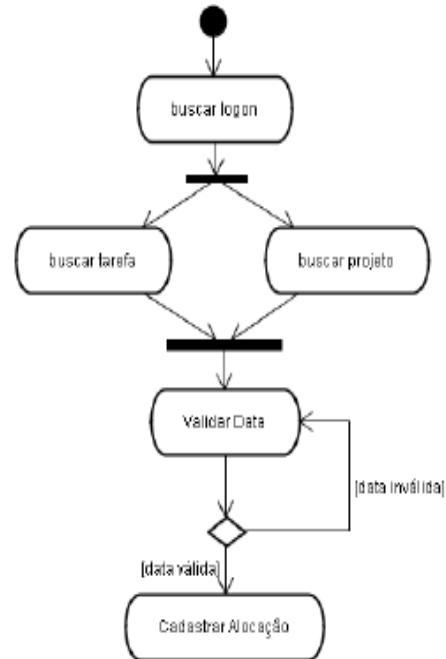 buscar logon
buscar tarefa
buscar projeto
Validar Data
[data inválida]
[data válida]
Cadastrar Alocação